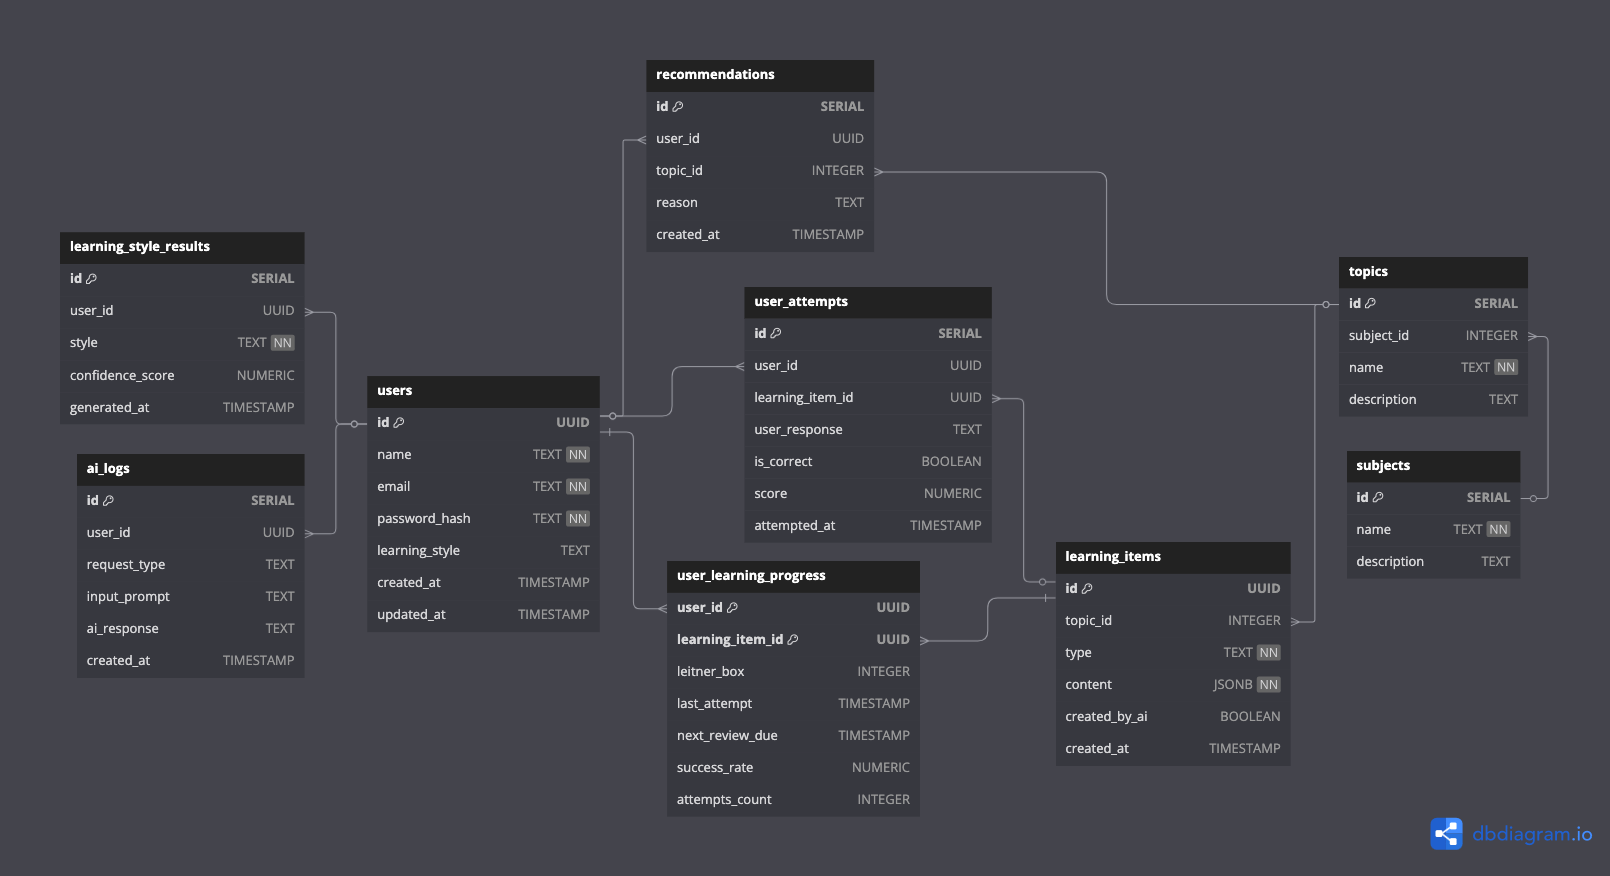 recommendations
id SERIAL
user_id UUID
topic_id INTEGER
reason TEXT
created_at TIMESTAMP
learning_style_results
id SERIAL
user_id UUID
style TEXT NN
confidence_score NUMERIC
generated_at TIMESTAMP
topics
id SERIAL
subject_id INTEGER
name TEXT NN
description TEXT
user_attempts
id SERIAL
user_id UUID
learning_item_id UUID
user_response TEXT
is_correct BOOLEAN
score NUMERIC
attempted_at TIMESTAMP
users
id UUID
name TEXT NN
email TEXT NN
password_hash TEXT NN
learning_style TEXT
created_at TIMESTAMP
updated_at TIMESTAMP
ai_logs
id SERIAL
user_id UUID
request_type TEXT
input_prompt TEXT
ai_response TEXT
created_at TIMESTAMP
subjects
id SERIAL
name TEXT NN
description TEXT
learning_items
id UUID
topic_id INTEGER
type TEXT NN
content JSONB NN
created_by_ai BOOLEAN
created_at TIMESTAMP
user_learning_progress
user_id UUID
learning_item_id UUID
leitner_box INTEGER
last_attempt TIMESTAMP
next_review_due TIMESTAMP
success_rate NUMERIC
attempts_count INTEGER
dbdiagram.io